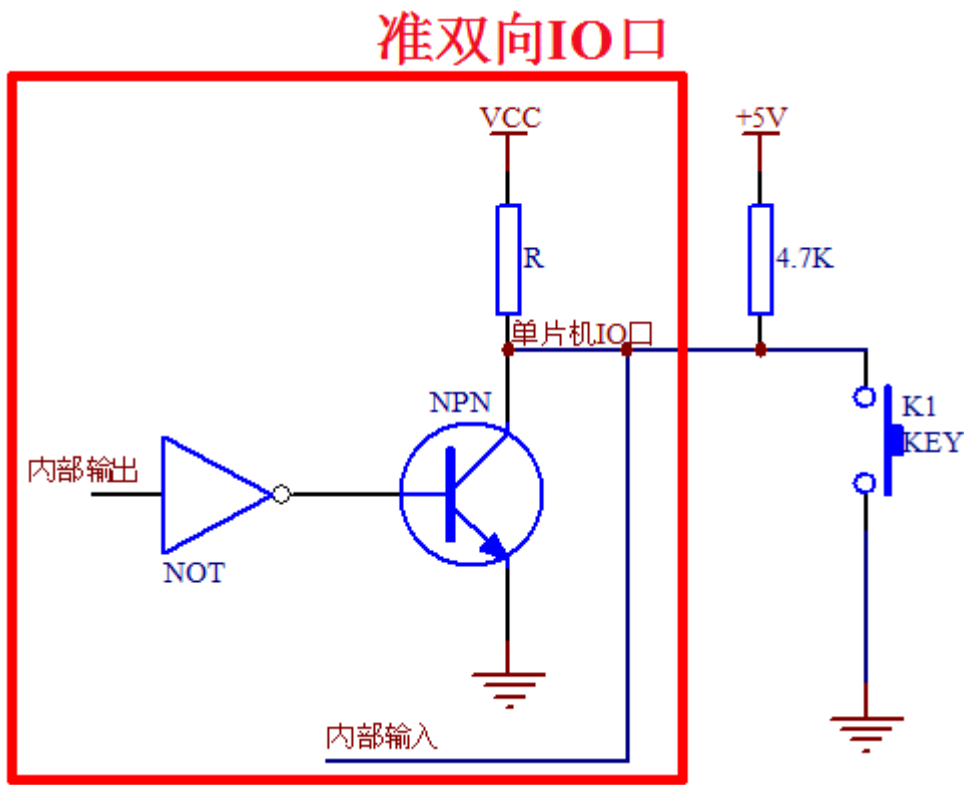 准双向IO口
VCC
+5V
R
4.7K
单片机IO口
NPN
K1
KEY
内部输出
NOT
内部输入